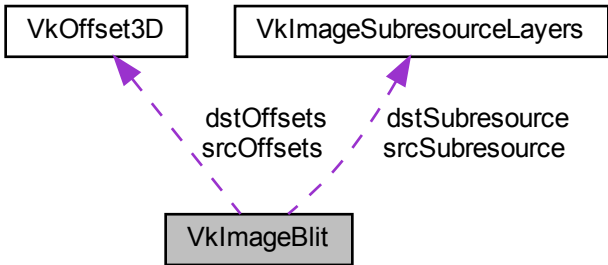 VkOffset3D
VkImageSubresourceLayers
dstOffsets
srcOffsets
dstSubresource
srcSubresource
VkImageBlit